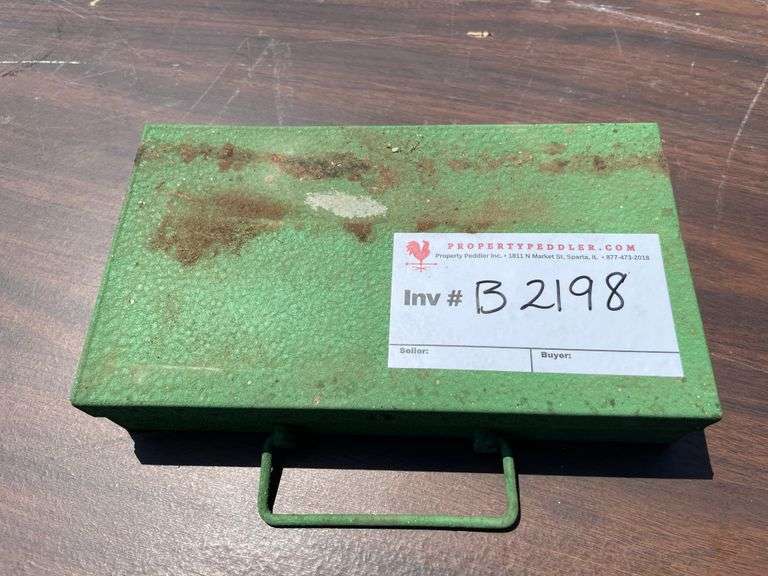 PROPERTYPEDDLER.COM
Property Peddler Inc. • 1811 N Market St, Sparta, IL • 877-473-2018
Inv # B 2198
Seller: Buyer: